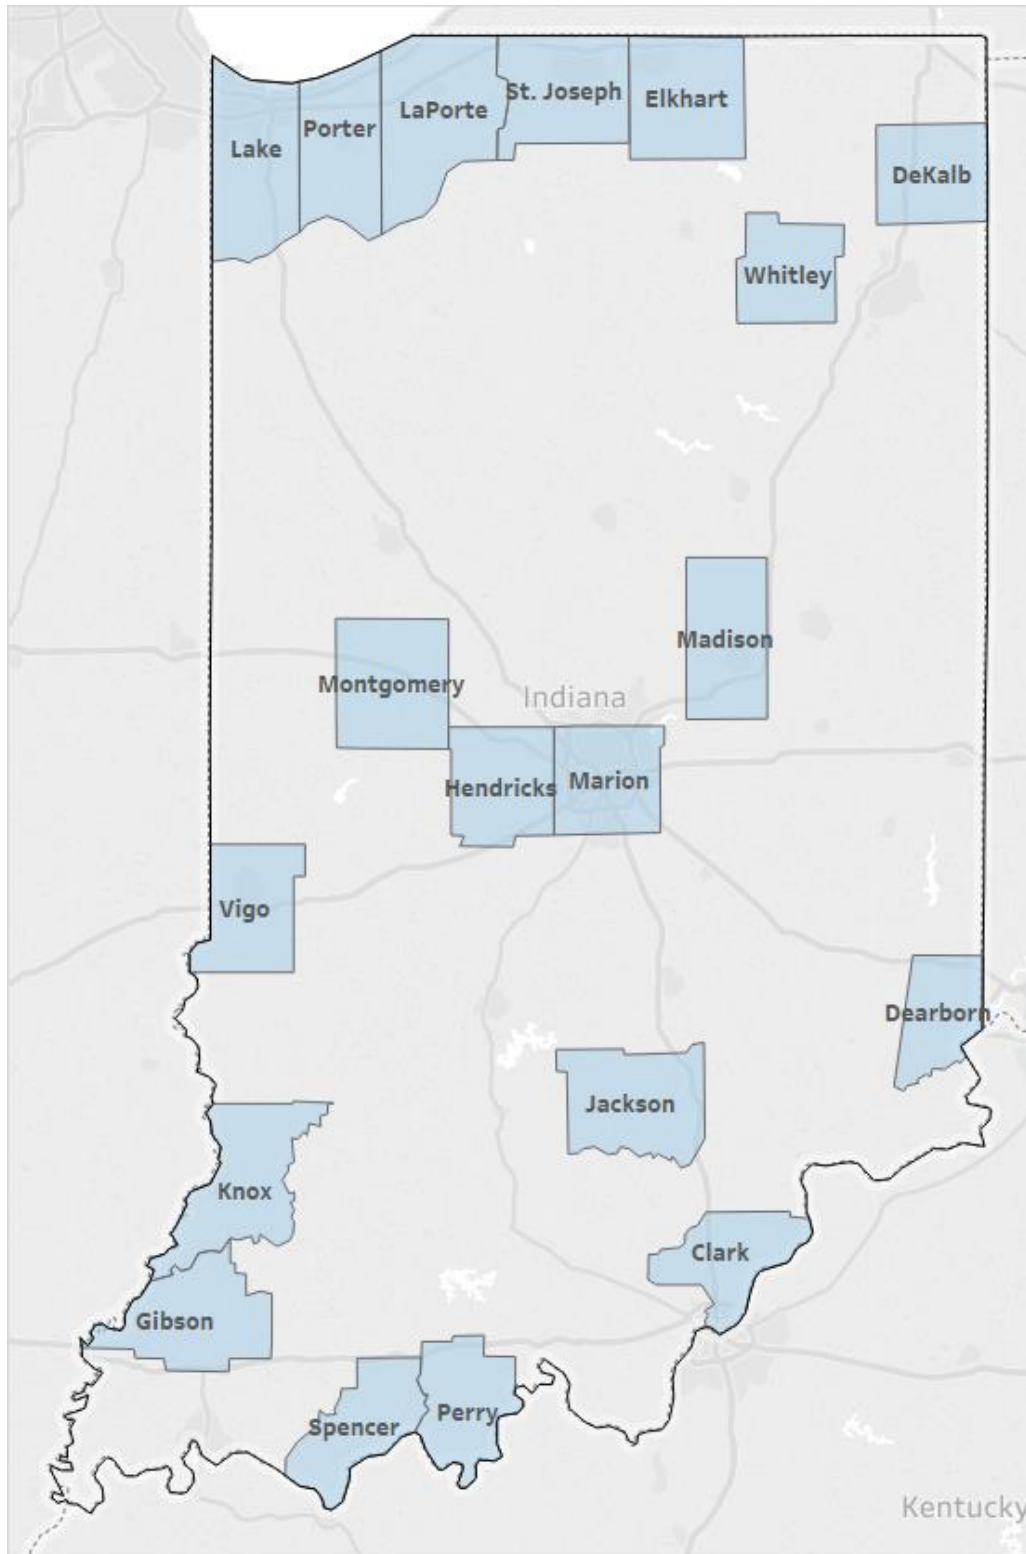 St. Joseph
Elkhart
LaPorte
Porter
Lake
DeKalb
Whitley
Madison
Montgomery
Indiana
Marion
Hendricks
Vigo
Dearborn
Jackson
Knox
Clark
Gibson
Perry
Spencer
Kentucky